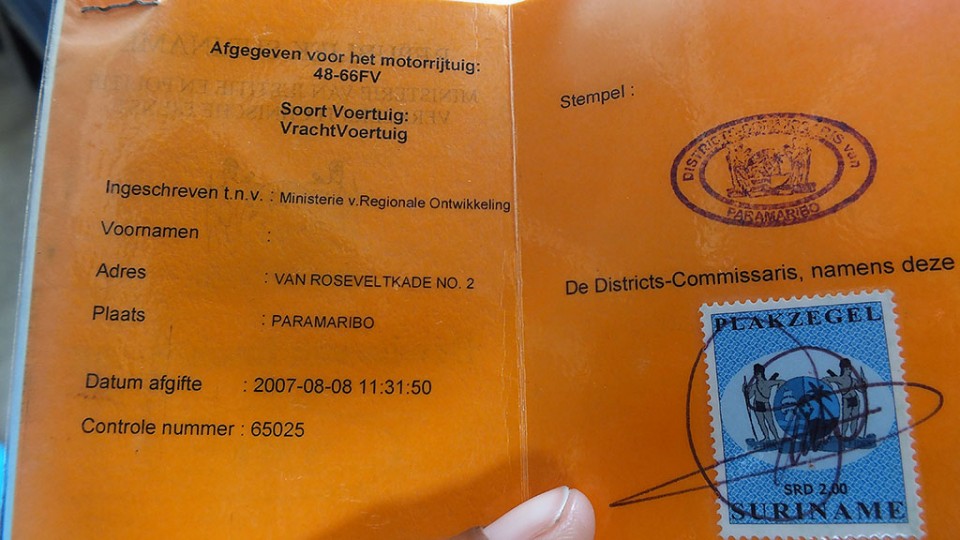 Afgegeven voor het motorrijtuig:
48-66FV
Soort Voertuig:
VrachtVoertuig
Ingeschreven t.n.v. : Ministerie v.Regionale Ontwikkeling
Voornamen :
Adres : VAN ROSEVELTKADE NO. 2
Plaats : PARAMARIBO
Datum afgifte : 2007-08-08 11:31:50
Controle nummer : 65025
Stempel :
DISTRICT van
PARAMARIBO
De Districts-Commissaris, namens deze
PLAKZEGEL
SRD 2,00
SURINAME